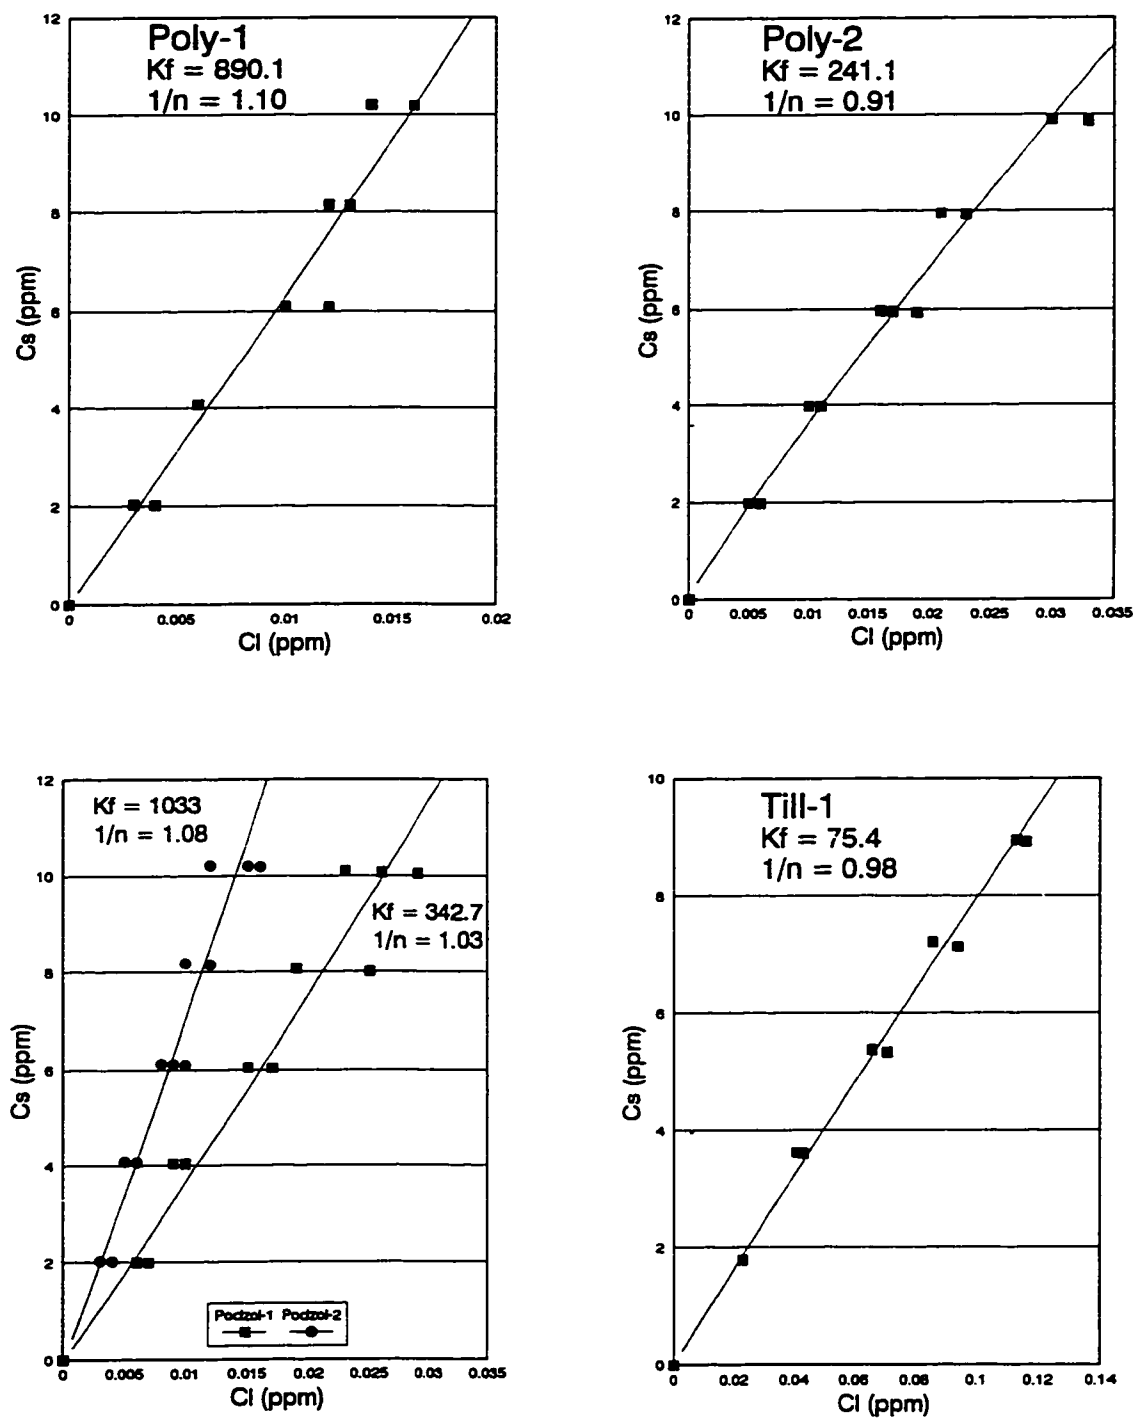 Poly-1
Kf = 890.1
1/n = 1.10
12
10
8
6
4
2
0
Cs (ppm)
0 0.005 0.01 0.015 0.02
Cl (ppm)
Poly-2
Kf = 241.1
1/n = 0.91
12
10
8
6
4
2
0
Cs (ppm)
0 0.005 0.01 0.015 0.02 0.025 0.03 0.035
Cl (ppm)
Kf = 1033
1/n = 1.08
Kf = 342.7
1/n = 1.03
12
10
8
6
4
2
0
Cs (ppm)
Podzol-1 Podzol-2
0 0.005 0.01 0.015 0.02 0.025 0.03 0.035
Cl (ppm)
Till-1
Kf = 75.4
1/n = 0.98
10
8
6
4
2
0
Cs (ppm)
0 0.02 0.04 0.06 0.08 0.1 0.12 0.14
Cl (ppm)